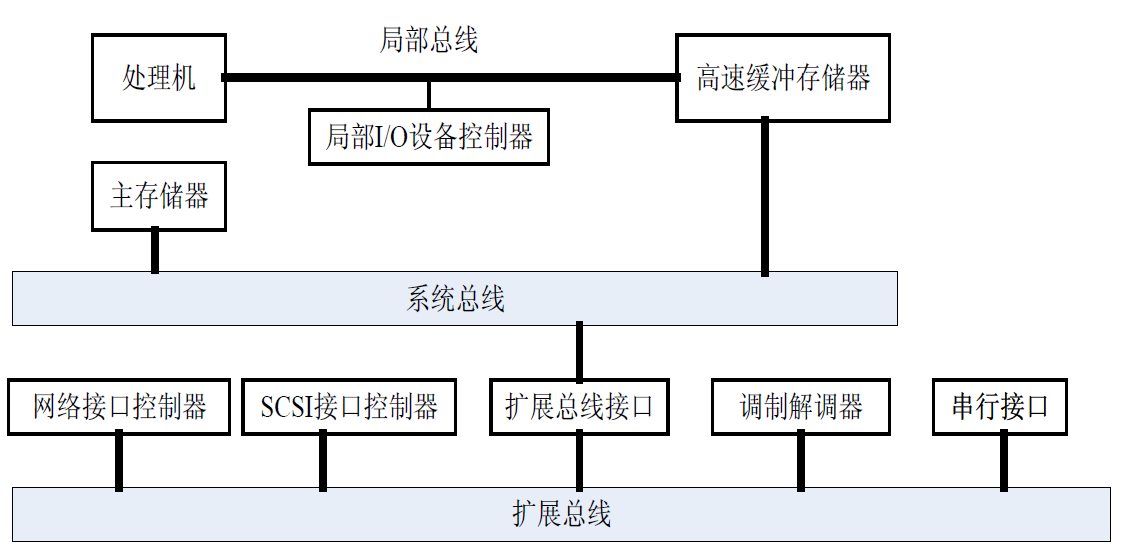 局部总线
处理机
高速缓冲存储器
局部I/O设备控制器
主存储器
系统总线
网络接口控制器
SCSI接口控制器
扩展总线接口
调制解调器
串行接口
扩展总线